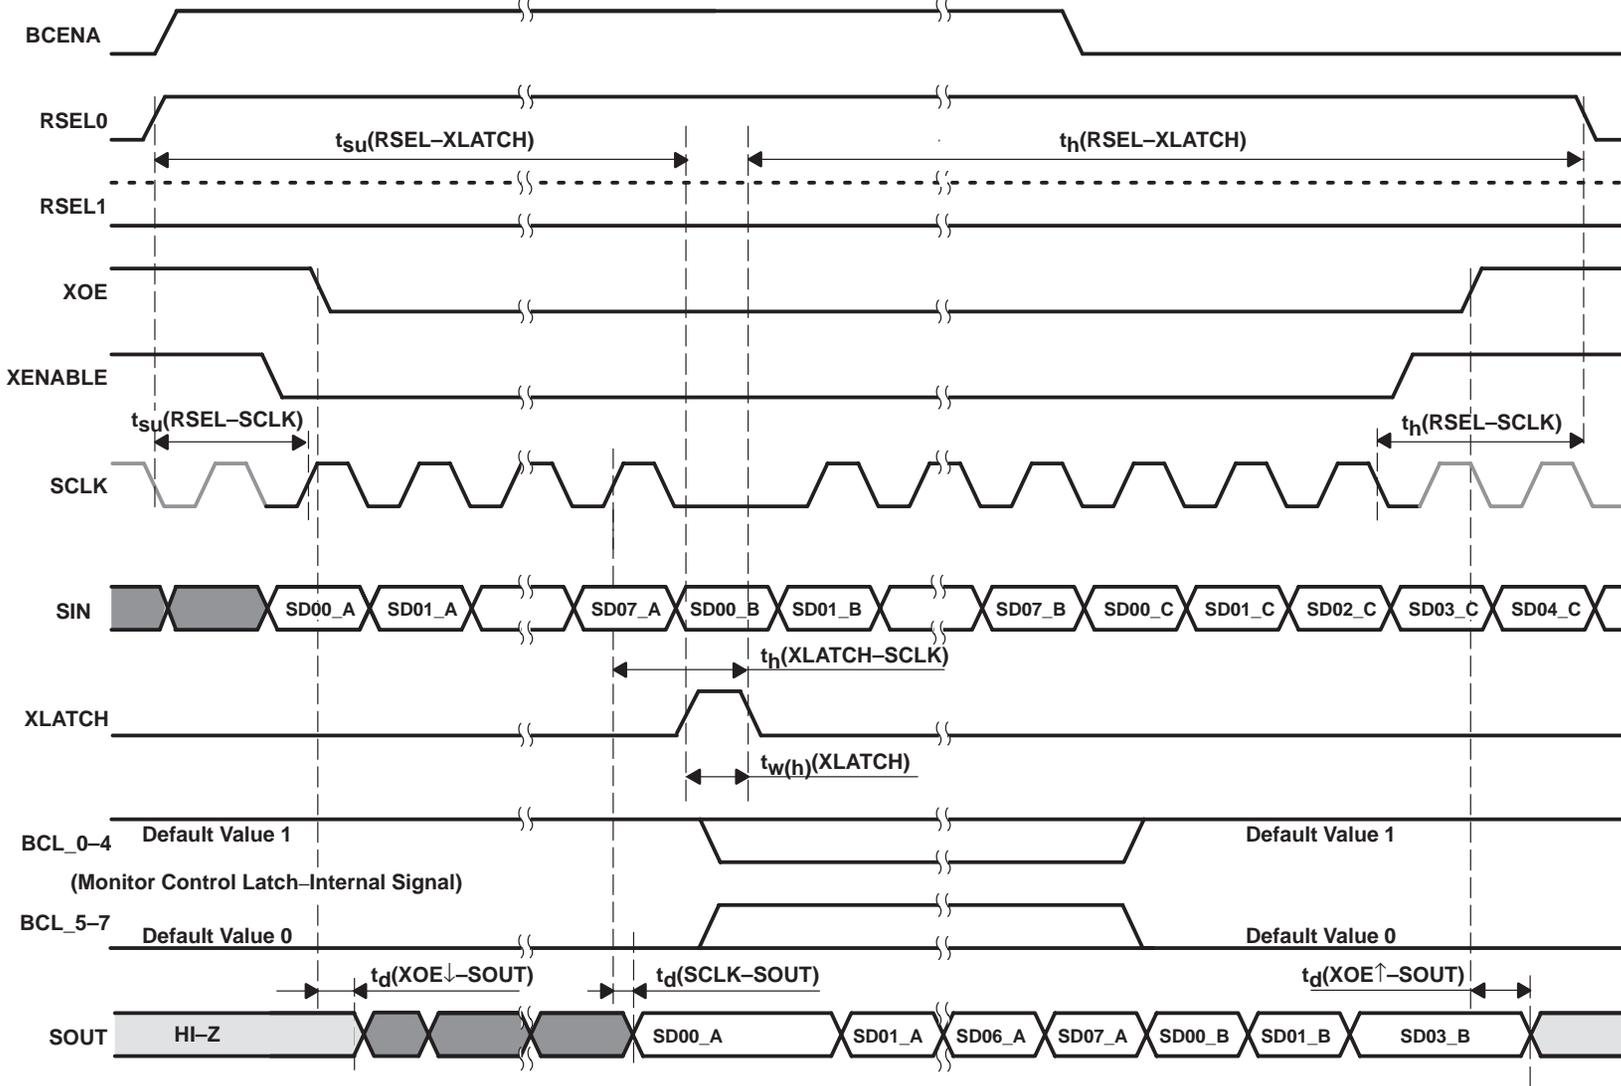 BCENA
RSEL0
tsu(RSEL–XLATCH)
th(RSEL–XLATCH)
RSEL1
XOE
XENABLE
tsu(RSEL–SCLK)
th(RSEL–SCLK)
SCLK
SIN
SD00_A
SD01_A
SD07_A
SD00_B
SD01_B
SD07_B
SD00_C
SD01_C
SD02_C
SD03_C
SD04_C
th(XLATCH–SCLK)
XLATCH
tw(h)(XLATCH)
BCL_0–4
Default Value 1
Default Value 1
(Monitor Control Latch–Internal Signal)
BCL_5–7
Default Value 0
Default Value 0
td(XOE↓–SOUT)
td(SCLK–SOUT)
td(XOE↑–SOUT)
SOUT
HI–Z
SD00_A
SD01_A
SD06_A
SD07_A
SD00_B
SD01_B
SD03_B